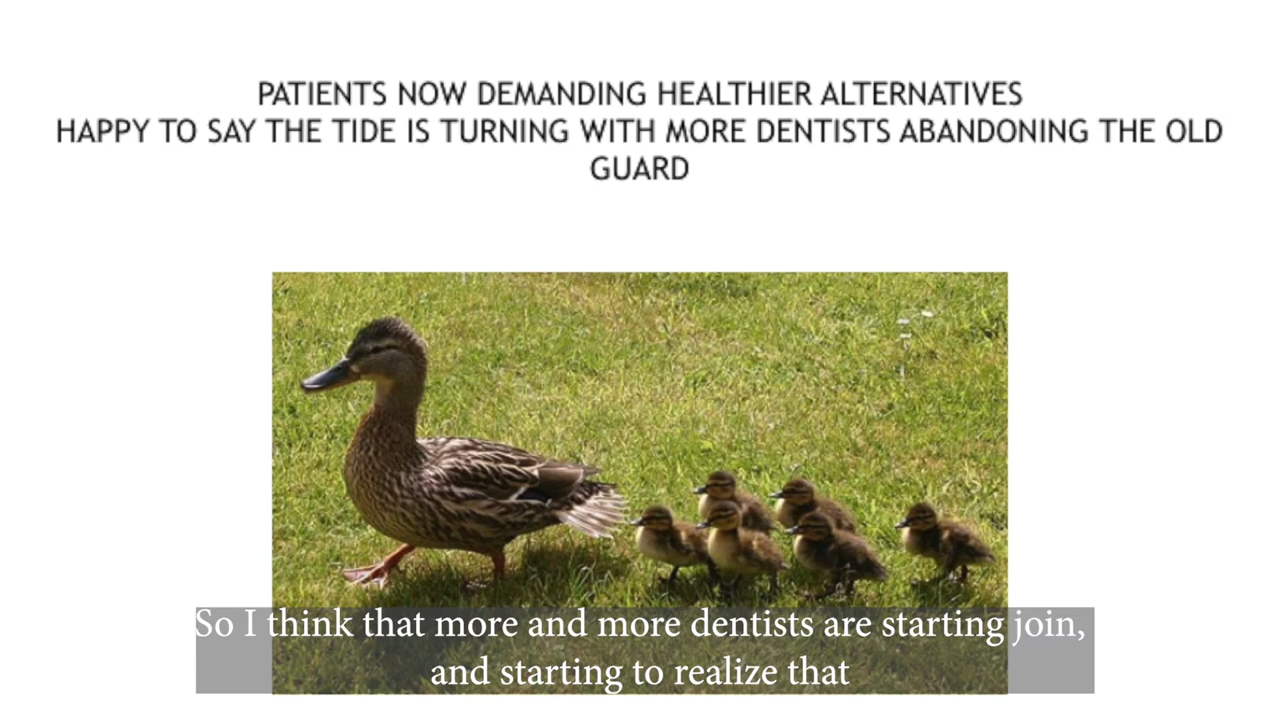 PATIENTS NOW DEMANDING HEALTHIER ALTERNATIVES
HAPPY TO SAY THE TIDE IS TURNING WITH MORE DENTISTS ABANDONING THE OLD
GUARD
So I think that more and more dentists are starting join,
and starting to realize that